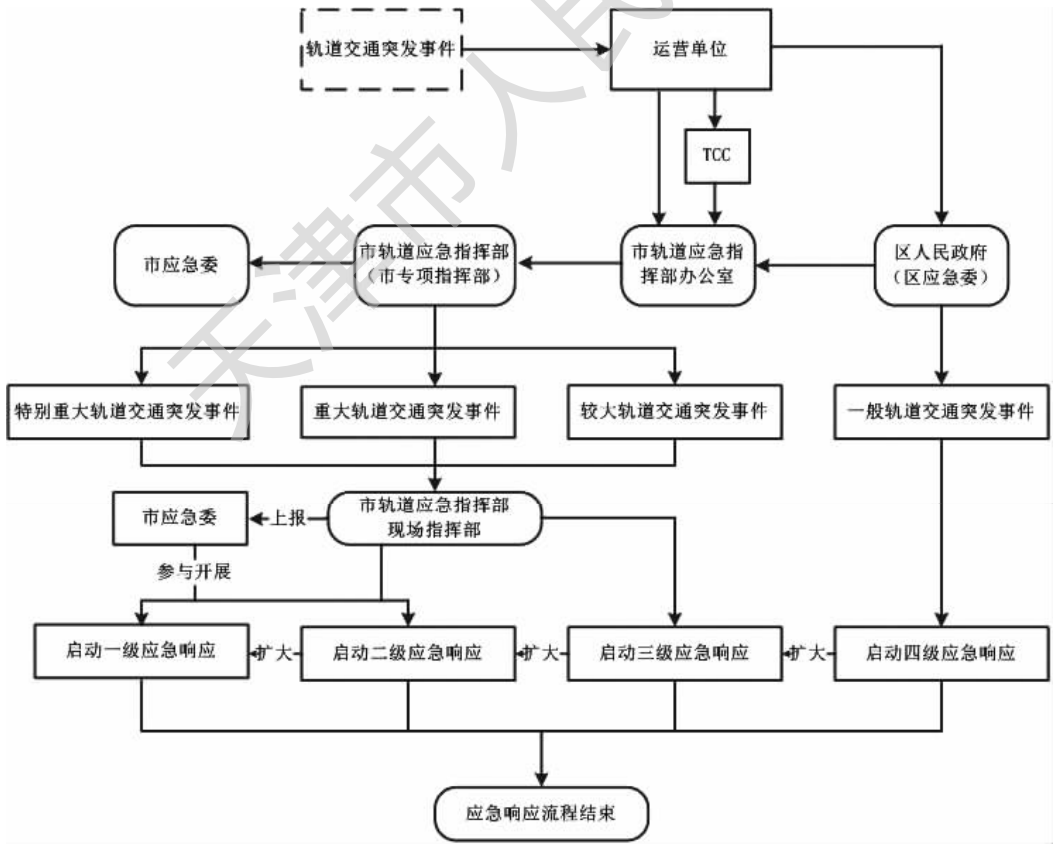 轨道交通突发事件
运营单位
TCC
市应急委
市轨道应急指挥部
（市专项指挥部）
市轨道应急指
挥部办公室
区人民政府
（区应急委）
特别重大轨道交通突发事件
重大轨道交通突发事件
较大轨道交通突发事件
一般轨道交通突发事件
市应急委
上报
市轨道应急指挥部
现场指挥部
参与开展
启动一级应急响应
扩大
启动二级应急响应
扩大
启动三级应急响应
扩大
启动四级应急响应
应急响应流程结束
天津市人民